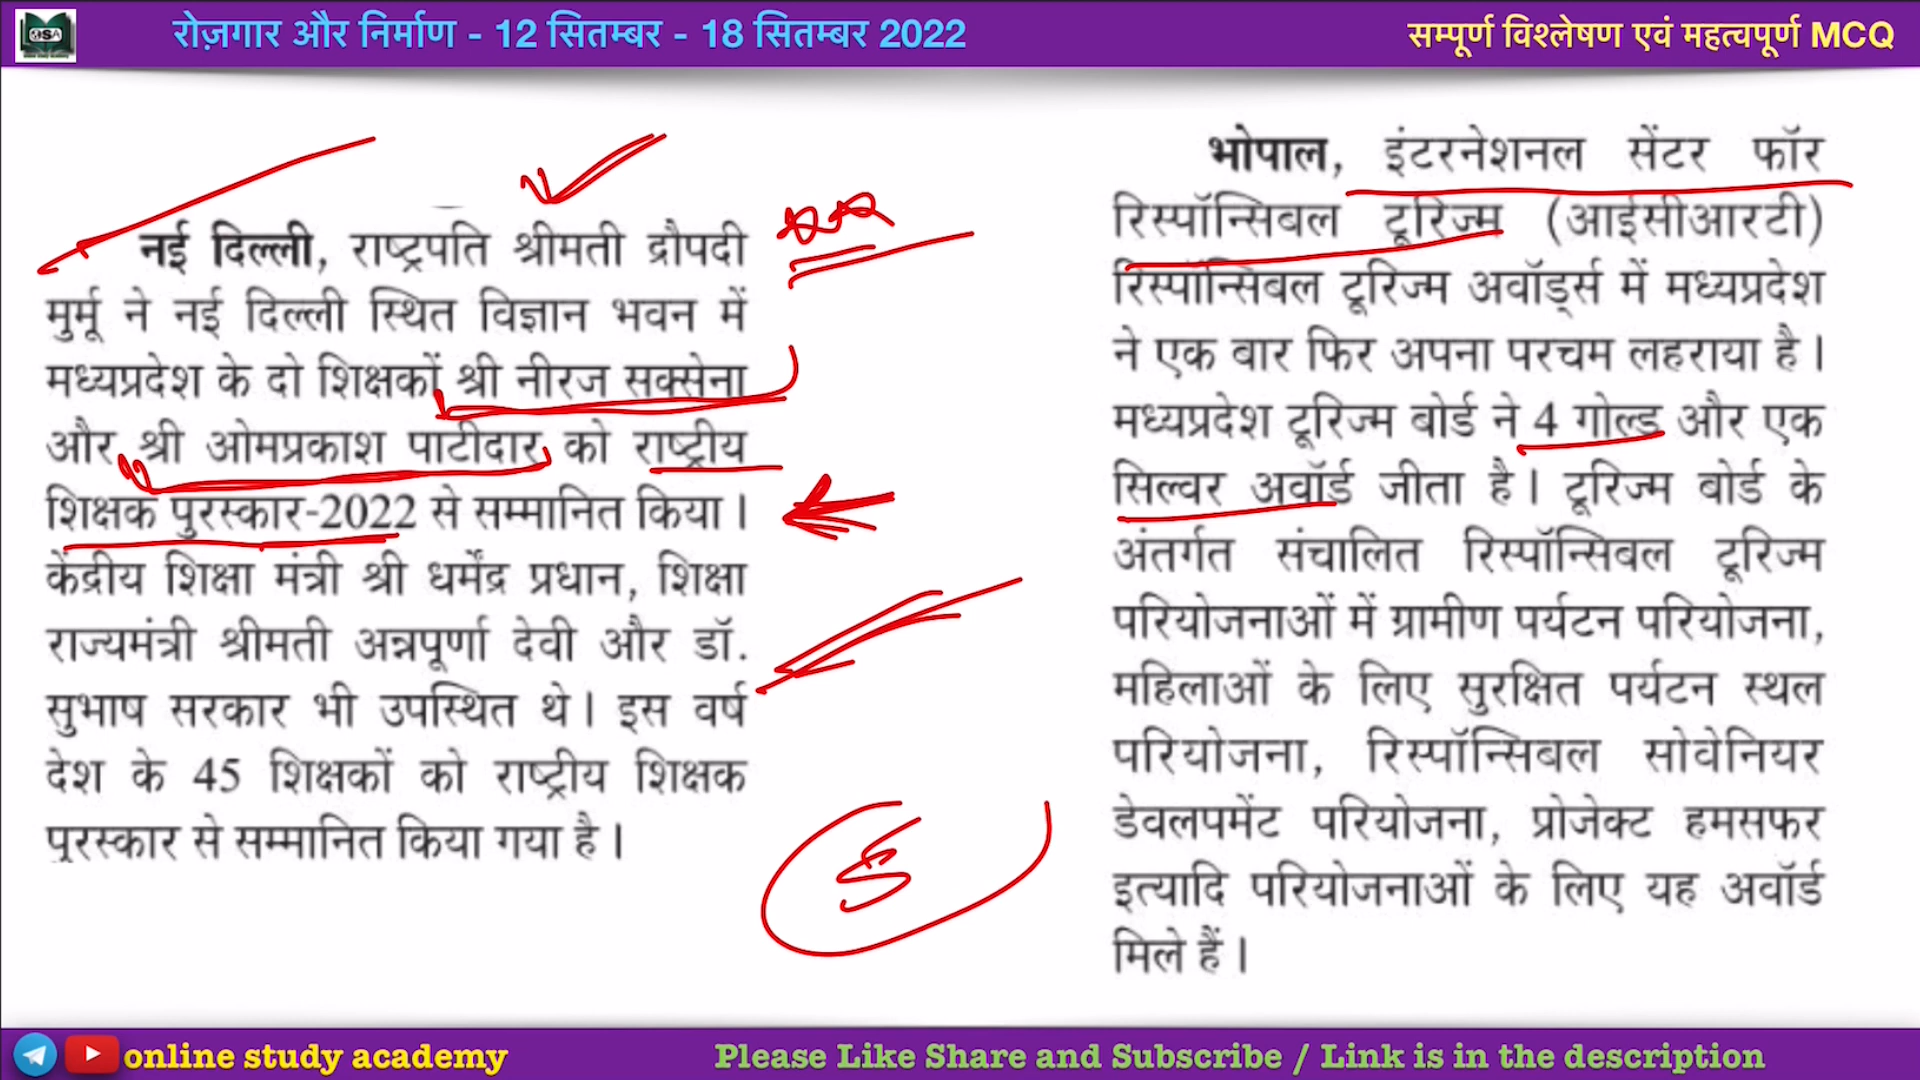 OSA
रोज़गार और निर्माण - 12 सितम्बर - 18 सितम्बर 2022
सम्पूर्ण विश्लेषण एवं महत्वपूर्ण MCQ
नई दिल्ली, राष्ट्रपति श्रीमती द्रौपदी
मुर्मू ने नई दिल्ली स्थित विज्ञान भवन में
मध्यप्रदेश के दो शिक्षकों श्री नीरज सक्सेना
और श्री ओमप्रकाश पाटीदार को राष्ट्रीय
शिक्षक पुरस्कार-2022 से सम्मानित किया।
केंद्रीय शिक्षा मंत्री श्री धर्मेंद्र प्रधान, शिक्षा
राज्यमंत्री श्रीमती अन्नपूर्णा देवी और डॉ.
सुभाष सरकार भी उपस्थित थे। इस वर्ष
देश के 45 शिक्षकों को राष्ट्रीय शिक्षक
पुरस्कार से सम्मानित किया गया है।
भोपाल, इंटरनेशनल सेंटर फॉर
रिस्पॉन्सिबल टूरिज्म (आईसीआरटी)
रिस्पॉन्सिबल टूरिज्म अवॉर्ड्स में मध्यप्रदेश
ने एक बार फिर अपना परचम लहराया है।
मध्यप्रदेश टूरिज्म बोर्ड ने 4 गोल्ड और एक
सिल्वर अवॉर्ड जीता है। टूरिज्म बोर्ड के
अंतर्गत संचालित रिस्पॉन्सिबल टूरिज्म
परियोजनाओं में ग्रामीण पर्यटन परियोजना,
महिलाओं के लिए सुरक्षित पर्यटन स्थल
परियोजना, रिस्पॉन्सिबल सोवेनियर
डेवलपमेंट परियोजना, प्रोजेक्ट हमसफर
इत्यादि परियोजनाओं के लिए यह अवॉर्ड
मिले हैं।
5
online study academy
Please Like Share and Subscribe / Link is in the description